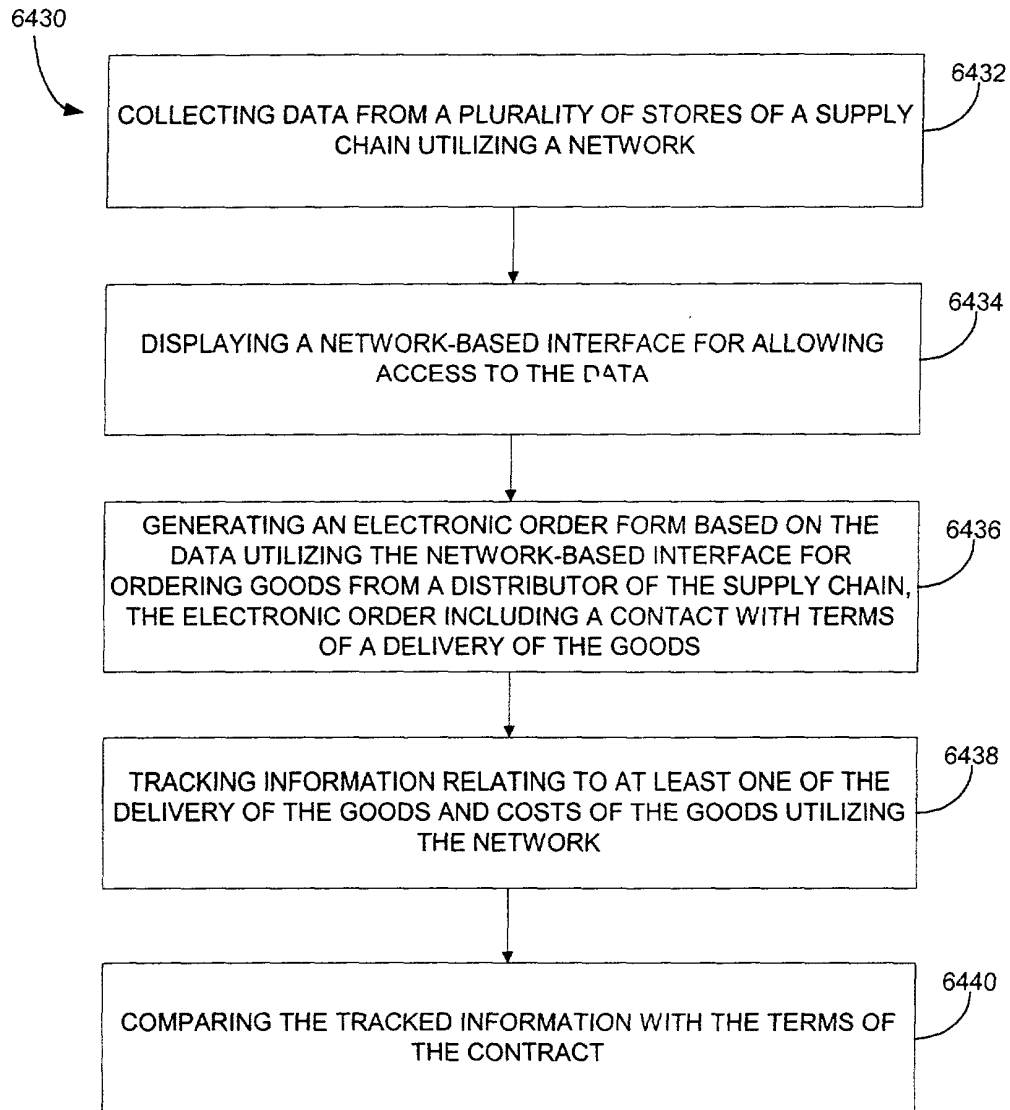 6430
6432
COLLECTING DATA FROM A PLURALITY OF STORES OF A SUPPLY
CHAIN UTILIZING A NETWORK
6434
DISPLAYING A NETWORK-BASED INTERFACE FOR ALLOWING
ACCESS TO THE DATA
6436
GENERATING AN ELECTRONIC ORDER FORM BASED ON THE
DATA UTILIZING THE NETWORK-BASED INTERFACE FOR
ORDERING GOODS FROM A DISTRIBUTOR OF THE SUPPLY CHAIN,
THE ELECTRONIC ORDER INCLUDING A CONTACT WITH TERMS
OF A DELIVERY OF THE GOODS
6438
TRACKING INFORMATION RELATING TO AT LEAST ONE OF THE
DELIVERY OF THE GOODS AND COSTS OF THE GOODS UTILIZING
THE NETWORK
6440
COMPARING THE TRACKED INFORMATION WITH THE TERMS OF
THE CONTRACT